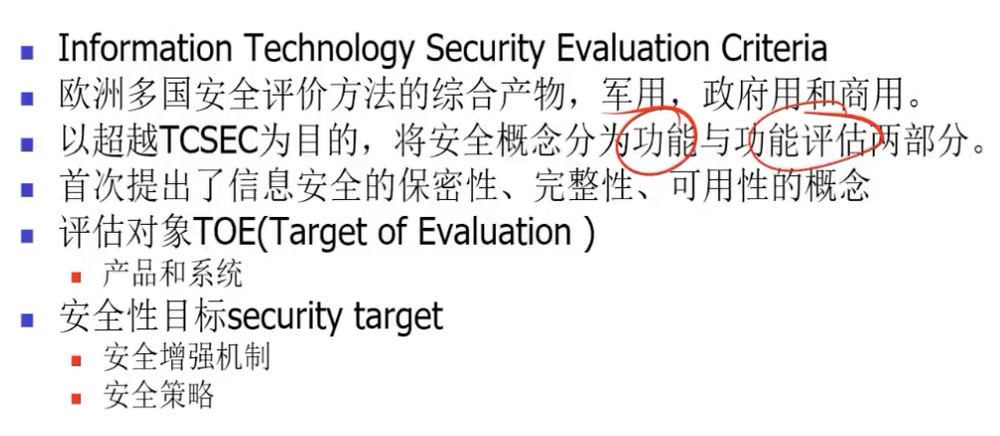 Information Technology Security Evaluation Criteria
欧洲多国安全评价方法的综合产物，军用，政府用和商用。
以超越TCSEC为目的，将安全概念分为功能与功能评估两部分。
首次提出了信息安全的保密性、完整性、可用性的概念
评估对象TOE(Target of Evaluation )
产品和系统
安全性目标security target
安全增强机制
安全策略